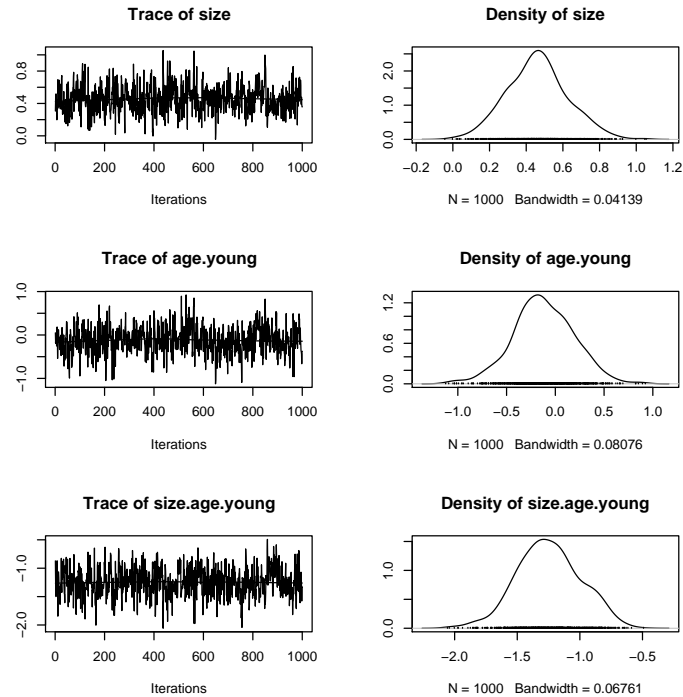 Trace of size
0.0 0.4 0.8
0 200 400 600 800 1000
Iterations
Density of size
0.0 1.0 2.0
−0.2 0.0 0.2 0.4 0.6 0.8 1.0 1.2
N = 1000 Bandwidth = 0.04139
Trace of age.young
−1.0 0.0 1.0
0 200 400 600 800 1000
Iterations
Density of age.young
0.0 0.6 1.2
−1.0 −0.5 0.0 0.5 1.0
N = 1000 Bandwidth = 0.08076
Trace of size.age.young
−2.0 −1.0
0 200 400 600 800 1000
Iterations
Density of size.age.young
0.0 1.0
−2.0 −1.5 −1.0 −0.5
N = 1000 Bandwidth = 0.06761